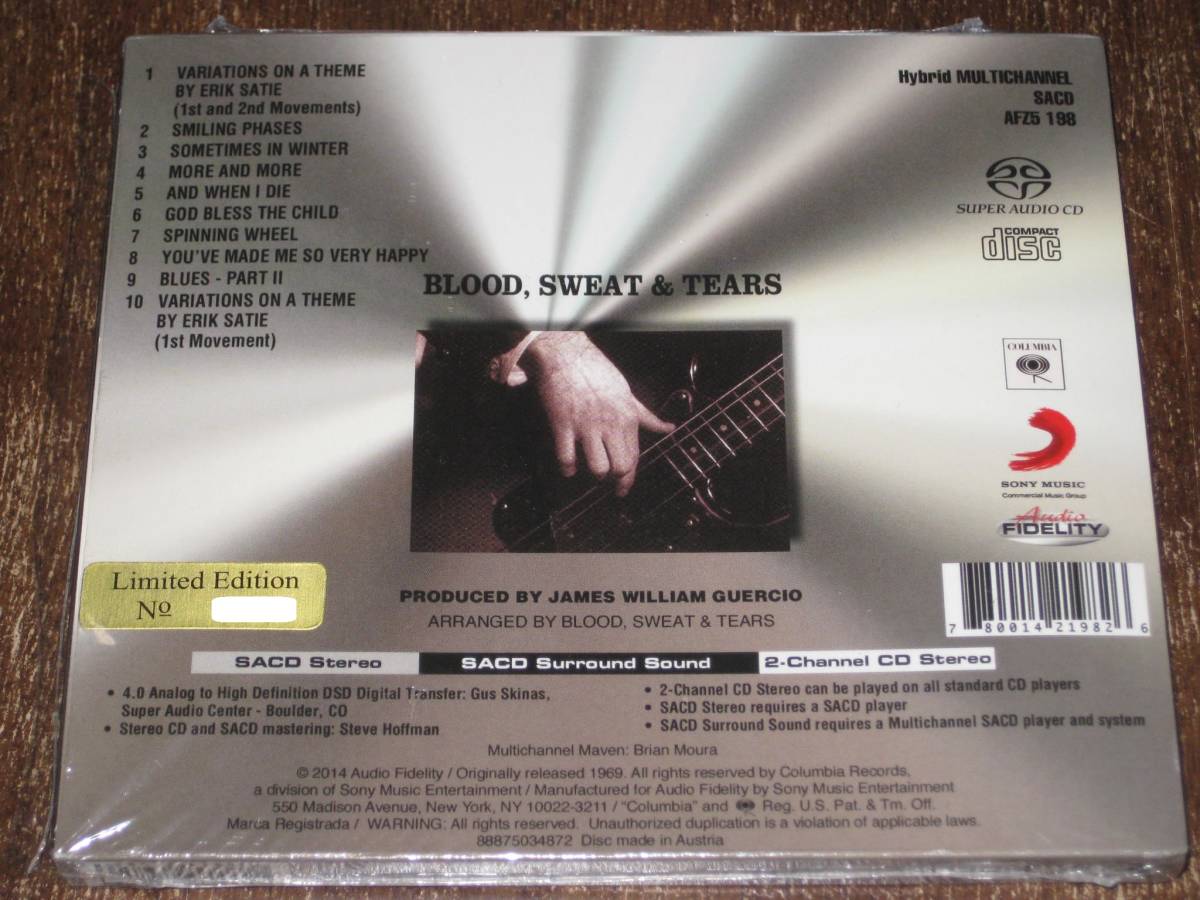 1 VARIATIONS ON A THEME
BY ERIK SATIE
(1st and 2nd Movements)
2 SMILING PHASES
3 SOMETIMES IN WINTER
4 MORE AND MORE
5 AND WHEN I DIE
6 GOD BLESS THE CHILD
7 SPINNING WHEEL
8 YOU'VE MADE ME SO VERY HAPPY
9 BLUES - PART II
10 VARIATIONS ON A THEME
BY ERIK SATIE
(1st Movement)
Hybrid MULTICHANNEL
SACD
AFZ5 198
SUPER AUDIO CD
COMPACT
disc
BLOOD, SWEAT & TEARS
COLUMBIA
SONY MUSIC
Commercial Music Group
Audio
FIDELITY
Limited Edition
Nº
PRODUCED BY JAMES WILLIAM GUERCIO
ARRANGED BY BLOOD, SWEAT & TEARS
7 80014 21982 6
SACD Stereo SACD Surround Sound 2-Channel CD Stereo
• 4.0 Analog to High Definition DSD Digital Transfer: Gus Skinas,
Super Audio Center - Boulder, CO
• Stereo CD and SACD mastering: Steve Hoffman
• 2-Channel CD Stereo can be played on all standard CD players
• SACD Stereo requires a SACD player
• SACD Surround Sound requires a Multichannel SACD player and system
Multichannel Maven: Brian Moura
© 2014 Audio Fidelity / Originally released 1969. All rights reserved by Columbia Records,
a division of Sony Music Entertainment / Manufactured for Audio Fidelity by Sony Music Entertainment
550 Madison Avenue, New York, NY 10022-3211 / "Columbia" and Reg. U.S. Pat. & Tm. Off.
Marca Registrada / WARNING: All rights reserved. Unauthorized duplication is a violation of applicable laws.
88875034872 Disc made in Austria